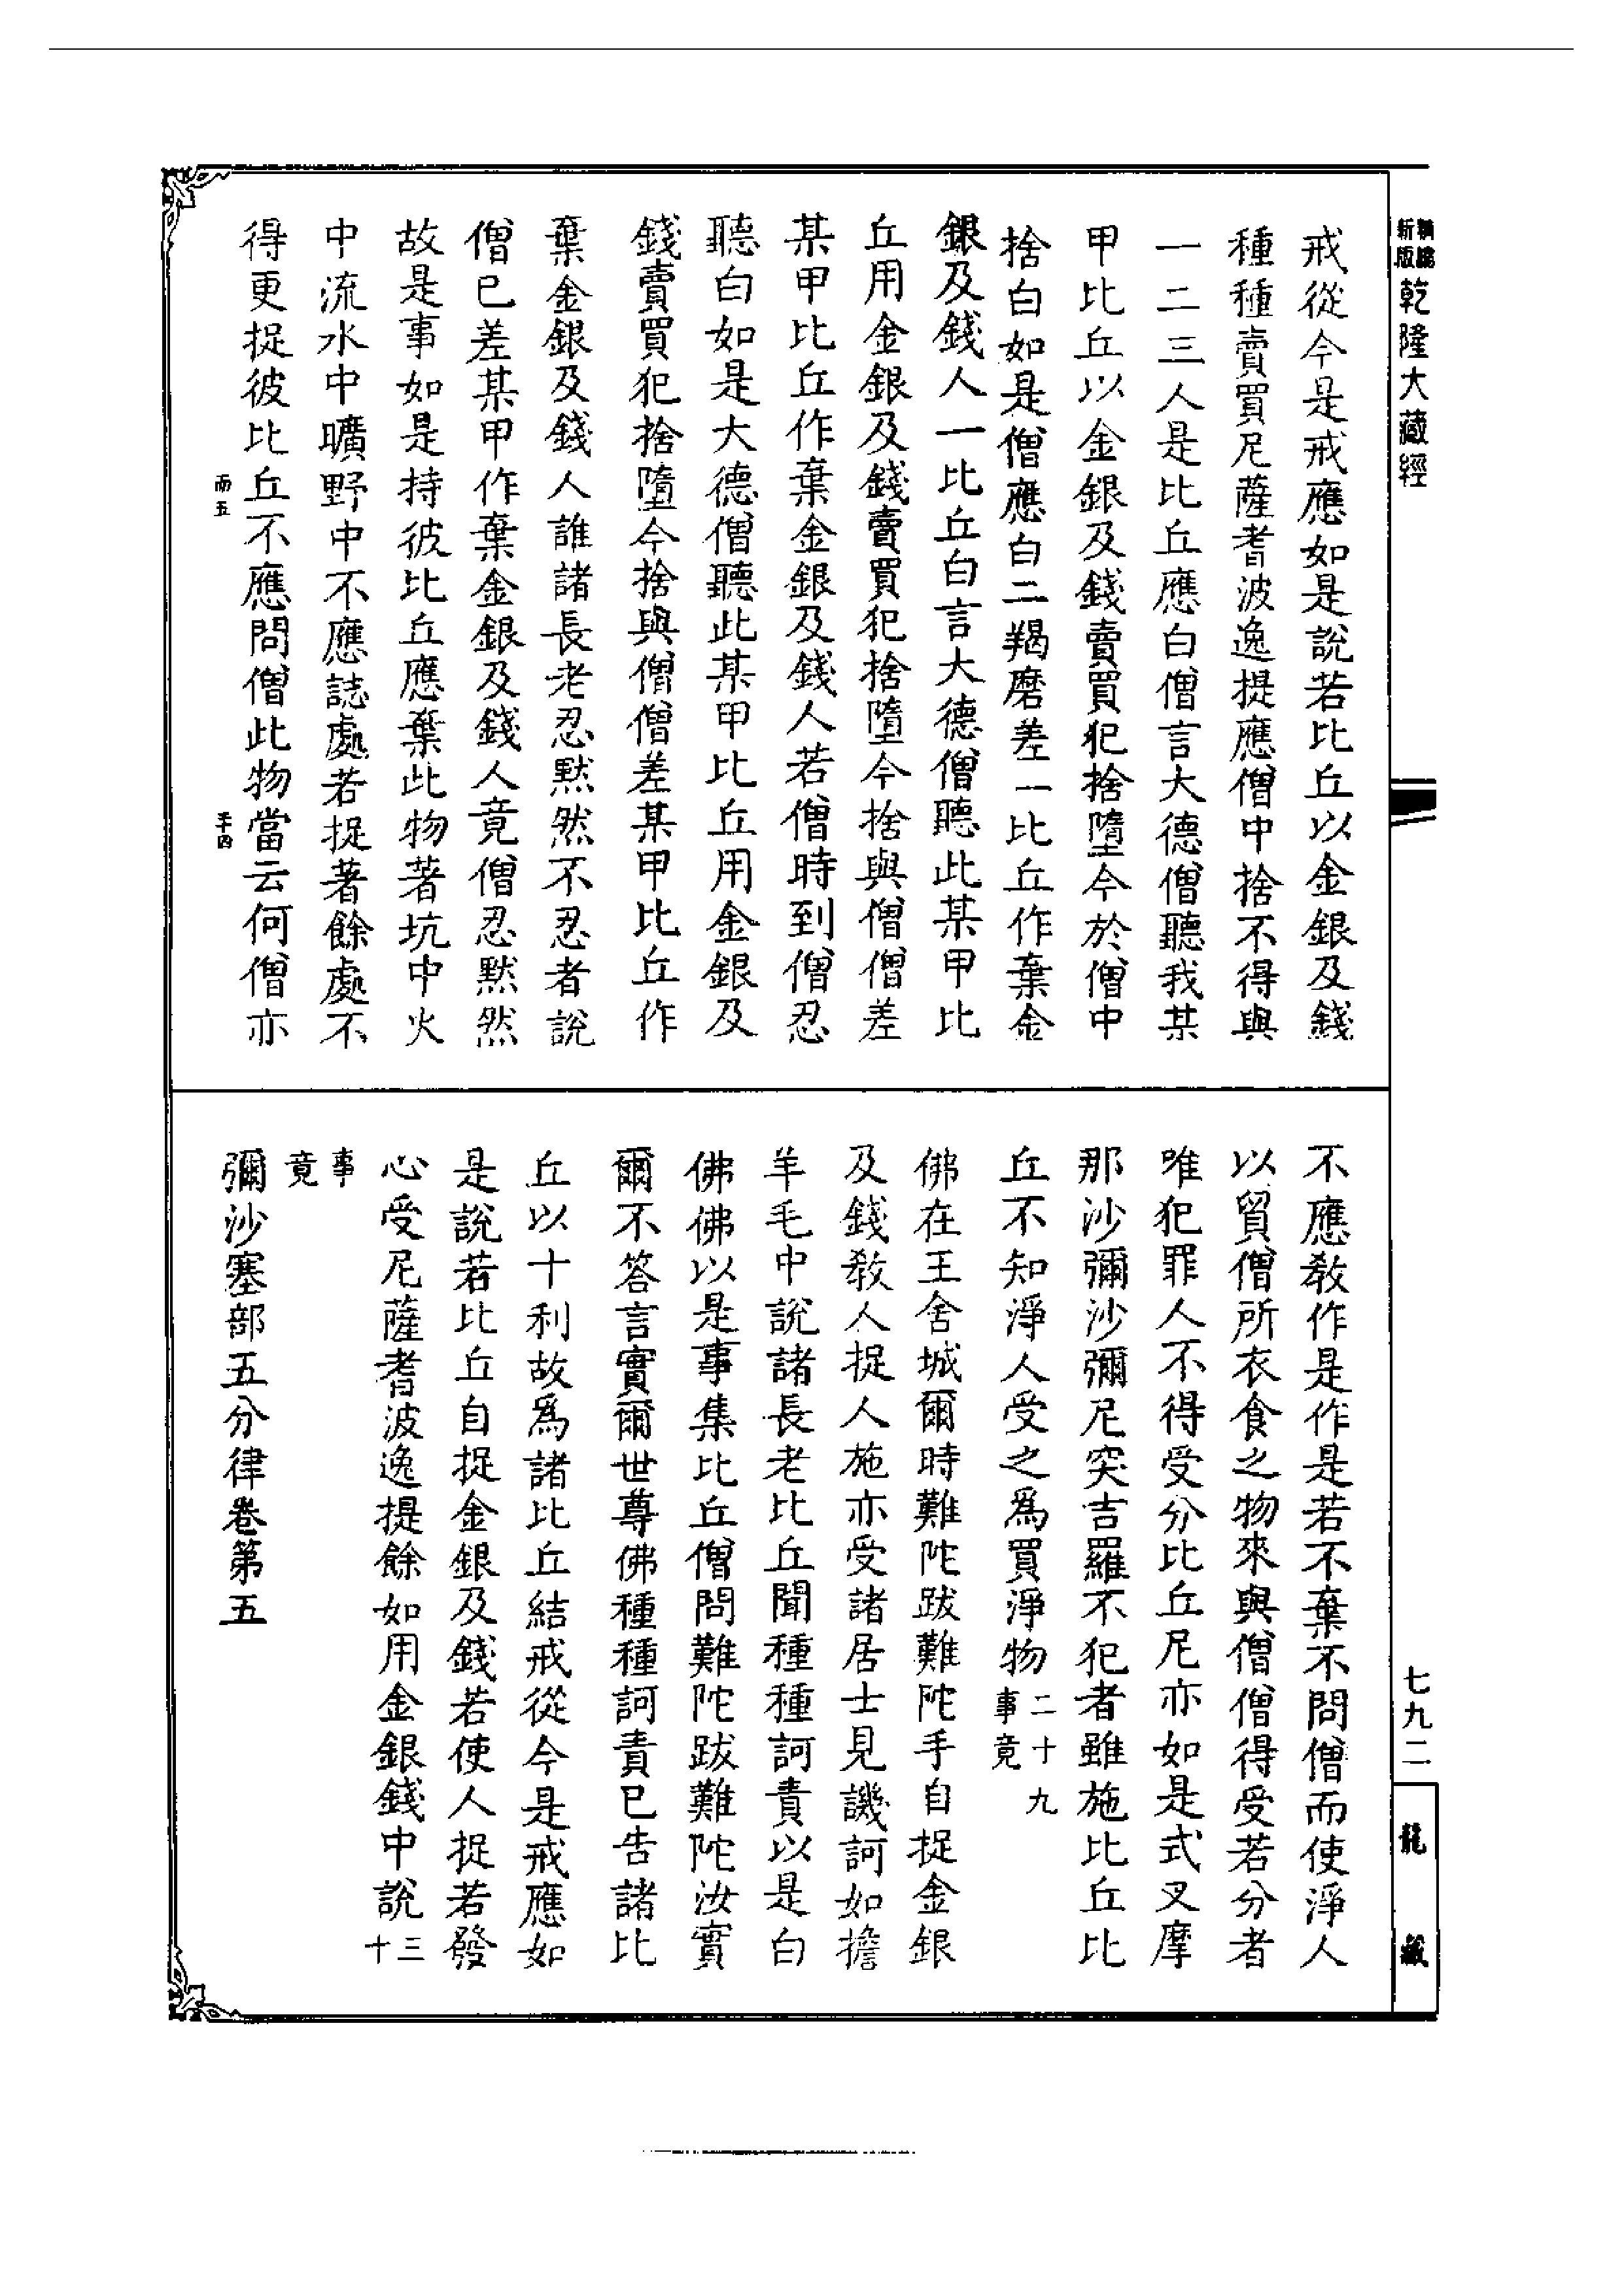 新版
乾隆大藏經
戒從今是戒應如是說若比丘以金銀及錢
種種賣買尼薩耆波逸提應僧中捨不得與
一二三人是比丘應白僧言大德僧聽我某
甲比丘以金銀及錢賣買犯捨墮今於僧中
捨白如是僧應白二羯磨差一比丘作棄金
銀及錢人一比丘白言大德僧聽此某甲比
丘用金銀及錢賣買犯捨墮今捨與僧僧差
某甲比丘作棄金銀及錢人若僧時到僧忍
聽白如是大德僧聽此某甲比丘用金銀及
錢賣買犯捨墮今捨與僧僧差某甲比丘作
棄金銀及錢人誰諸長老忍默然不忍者說
僧已差某甲作棄金銀及錢人竟僧忍默然
故是事如是持彼比丘應棄此物著坑中火
中流水中曠野中不應誌處若捉著餘處不
得更捉彼比丘不應問僧此物當云何僧亦
不應教作是作是若不棄不問僧而使淨人
以貿僧所衣食之物來與僧僧得受若分者
唯犯罪人不得受分比丘尼亦如是式叉摩
那沙彌沙彌尼突吉羅不犯者雖施比丘比
丘不知淨人受之爲買淨物二十九
事竟
佛在王舍城爾時難陀跋難陀手自捉金銀
及錢教人捉人施亦受諸居士見譏訶如擔
羊毛中說諸長老比丘聞種種訶責以是白
佛佛以是事集比丘僧問難陀跋難陀汝實
爾不答言實爾世尊佛種種訶責已告諸比
丘以十利故爲諸比丘結戒從今是戒應如
是說若比丘自捉金銀及錢若使人捉若發
心受尼薩耆波逸提餘如用金銀錢中說三
十
事
竟
彌沙塞部五分律卷第五
七九二
龍藏